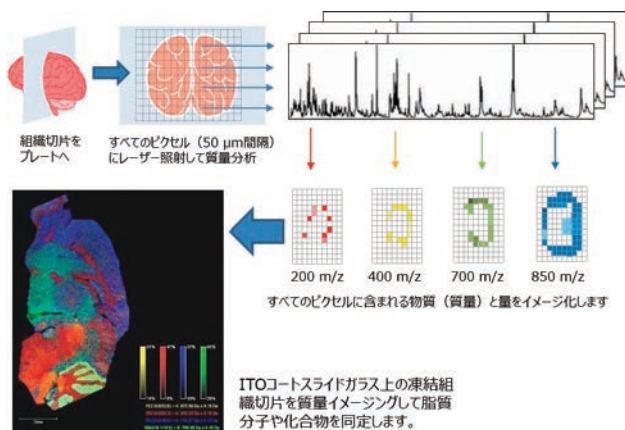 組織切片を
プレートへ
すべてのピクセル（50 μm間隔）
にレーザー照射して質量分析
200 m/z
400 m/z
700 m/z
850 m/z
すべてのピクセルに含まれる物質（質量）と量をイメージ化します
ITOコートスライドガラス上の凍結組
織切片を質量イメージングして脂質
分子や化合物を同定します。